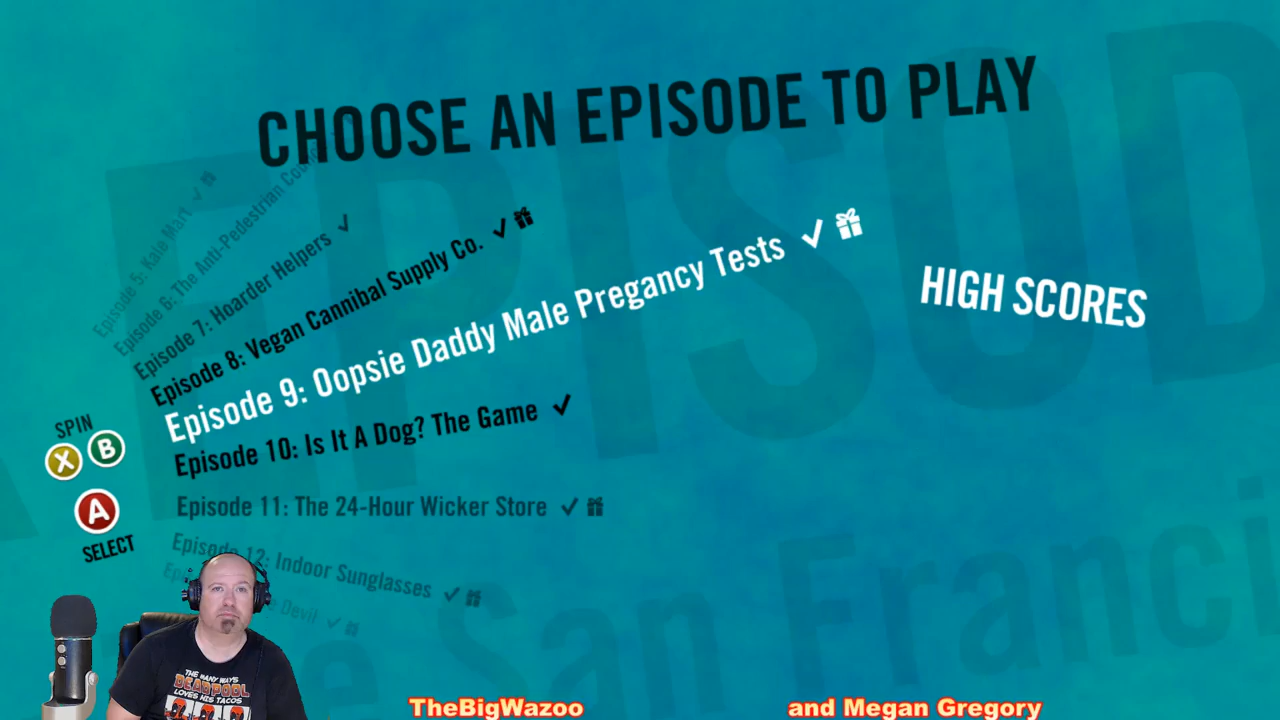 CHOOSE AN EPISODE TO PLAY
Episode 5: Kale Mart
Episode 6: The Anti-Pedestrian
Episode 7: Hoarder Helpers
Episode 8: Vegan Cannibal Supply Co.
Episode 9: Oopsie Daddy Male Pregancy Tests
HIGH SCORES
Episode 10: Is It A Dog? The Game
Episode 11: The 24-Hour Wicker Store
Episode 12: Indoor Sunglasses
Devil
SPIN
X B
A
SELECT
EPISOD
San Franci
THE MANY WAYS
DEADPOOL
LOVES HIS TACOS
TheBigWazoo and Megan Gregory